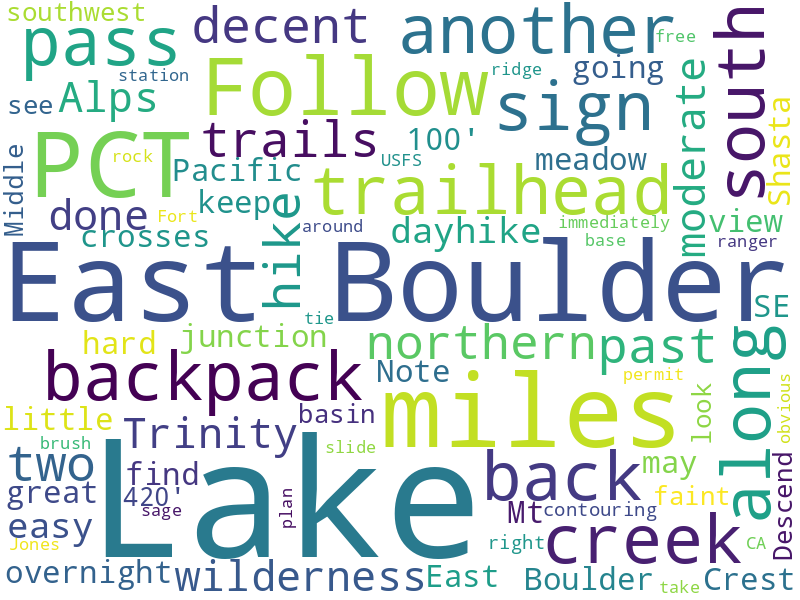 southwest
pass
decent
another
free
south
station
ridge
going
see
Alps
Follow
sign
moderate
Shasta
PCT
rock
trails
100'
USFS
meadow
Middle
Pacific
keep
trailhead
done
Fort
hike
around
dayhike
immediately
view
crosses
base
ranger
East Boulder
tie
SE
hard
junction
northern
past
along
backpack
Note
miles
permit
look
obvious
little
Trinity
basin
brush
slide
two
find
Lake
back
may
great
420'
plan
Mt
contouring
faint
Descend
easy
sage
creek
Jones
right
CA
overnight
wilderness
East
Boulder
take
Crest